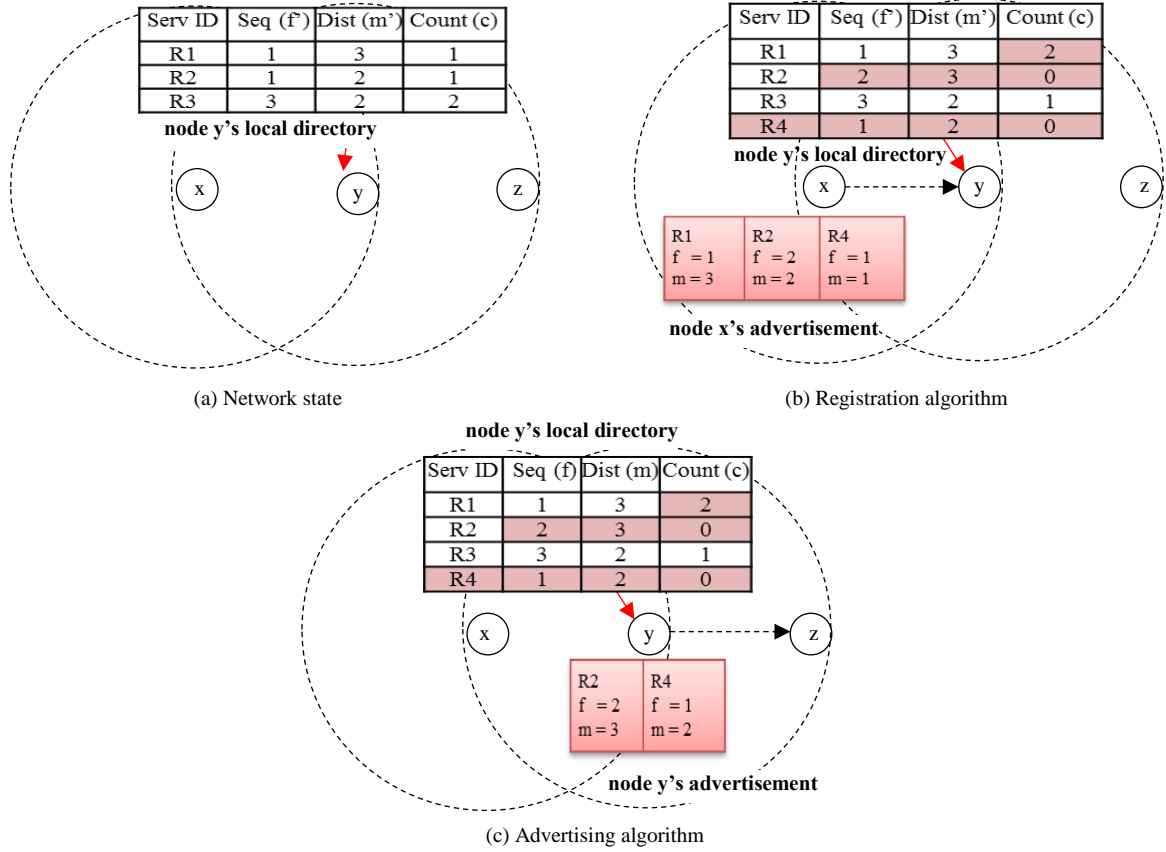 Serv ID Seq (f’) Dist (m’) Count (c)
R1 1 3 1
R2 1 2 1
R3 3 2 2
node y’s local directory
x y z
(a) Network state
Serv ID Seq (f’) Dist (m’) Count (c)
R1 1 3 2
R2 2 3 0
R3 3 2 1
R4 1 2 0
node y’s local directory
x y z
R1 R2 R4
f = 1 f = 2 f = 1
m = 3 m = 2 m = 1
node x’s advertisement
(b) Registration algorithm
node y’s local directory
Serv ID Seq (f) Dist (m) Count (c)
R1 1 3 2
R2 2 3 0
R3 3 2 1
R4 1 2 0
x y z
R2 R4
f = 2 f = 1
m = 3 m = 2
node y’s advertisement
(c) Advertising algorithm